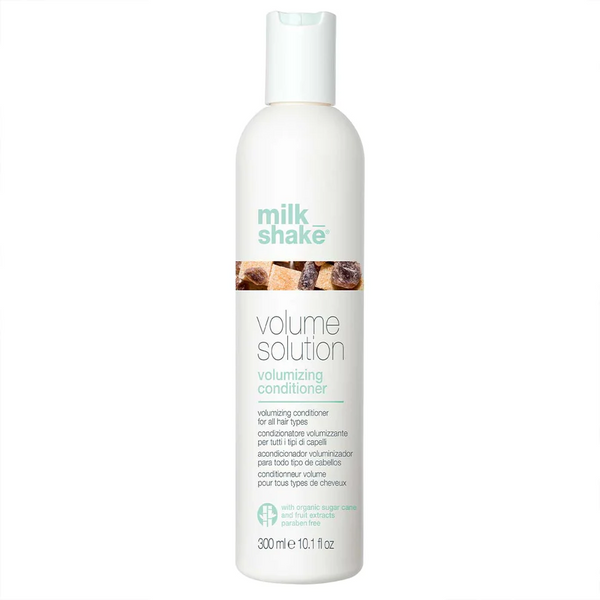 milk
shakē®
volume
solution
volumizing
conditioner
volumizing conditioner
for all hair types
condizionatore volumizzante
per tutti i tipi di capelli
acondicionador voluminizador
para todo tipo de cabellos
conditionneur volume
pour tous types de cheveux
with organic sugar cane
and fruit extracts
paraben free
300 ml e 10.1 fl oz